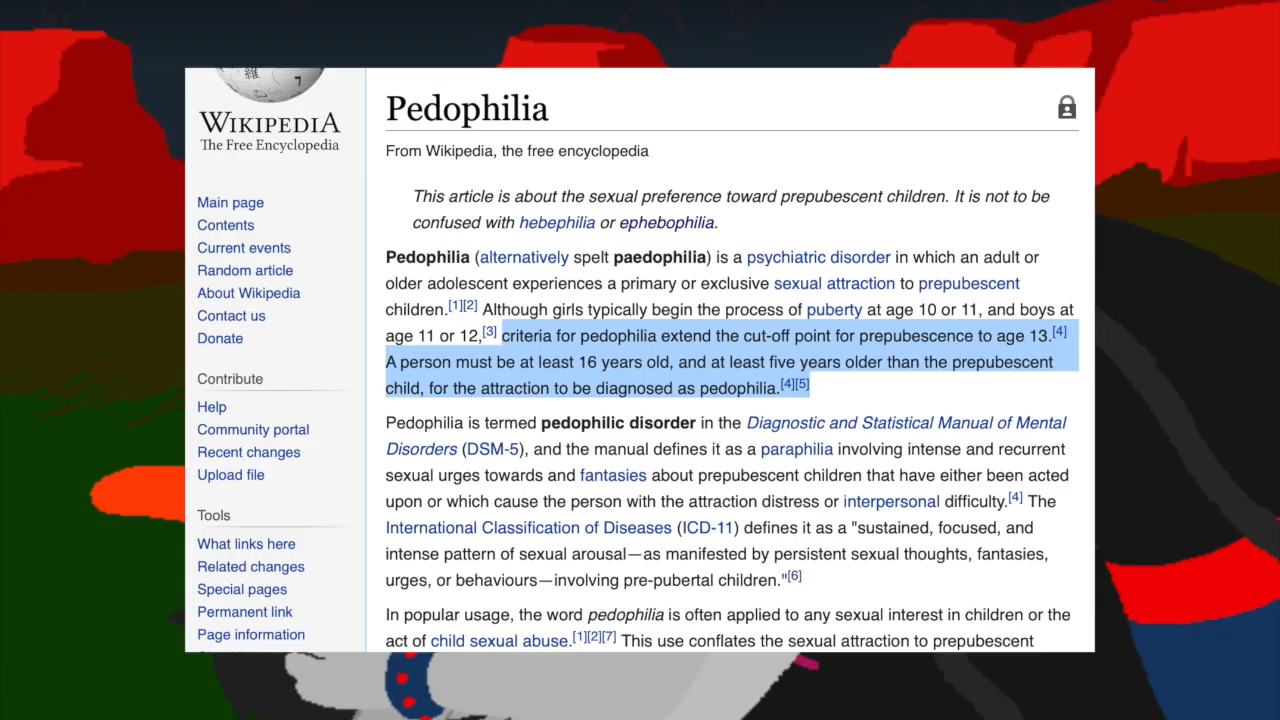 羅
7
WIKIPEDIA
The Free Encyclopedia
Main page
Contents
Current events
Random article
About Wikipedia
Contact us
Donate
Contribute
Help
Community portal
Recent changes
Upload file
Tools
What links here
Related changes
Special pages
Permanent link
Page information
Pedophilia
From Wikipedia, the free encyclopedia
This article is about the sexual preference toward prepubescent children. It is not to be
confused with hebephilia or ephebophilia.
Pedophilia (alternatively spelt paedophilia) is a psychiatric disorder in which an adult or
older adolescent experiences a primary or exclusive sexual attraction to prepubescent
children.[1][2] Although girls typically begin the process of puberty at age 10 or 11, and boys at
age 11 or 12,[3] criteria for pedophilia extend the cut-off point for prepubescence to age 13.[4]
A person must be at least 16 years old, and at least five years older than the prepubescent
child, for the attraction to be diagnosed as pedophilia.[4][5]
Pedophilia is termed pedophilic disorder in the Diagnostic and Statistical Manual of Mental
Disorders (DSM-5), and the manual defines it as a paraphilia involving intense and recurrent
sexual urges towards and fantasies about prepubescent children that have either been acted
upon or which cause the person with the attraction distress or interpersonal difficulty.[4] The
International Classification of Diseases (ICD-11) defines it as a "sustained, focused, and
intense pattern of sexual arousal—as manifested by persistent sexual thoughts, fantasies,
urges, or behaviours—involving pre-pubertal children."[6]
In popular usage, the word pedophilia is often applied to any sexual interest in children or the
act of child sexual abuse.[1][2][7] This use conflates the sexual attraction to prepubescent